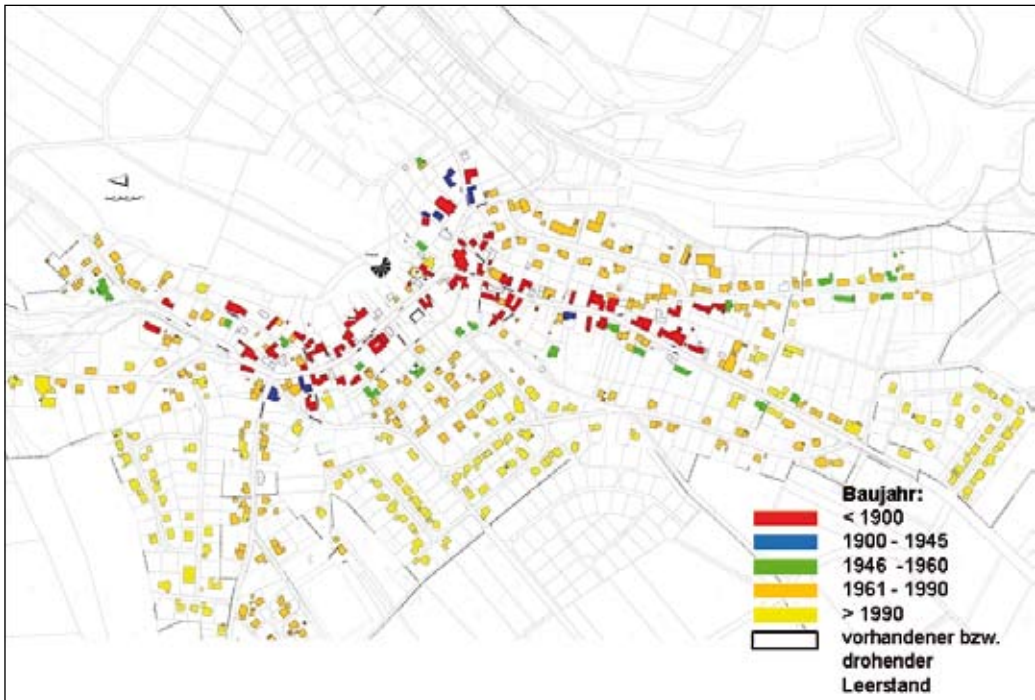 Baujahr:
< 1900
1900 - 1945
1946 -1960
1961 - 1990
> 1990
vorhandener bzw.
drohender
Leerstand